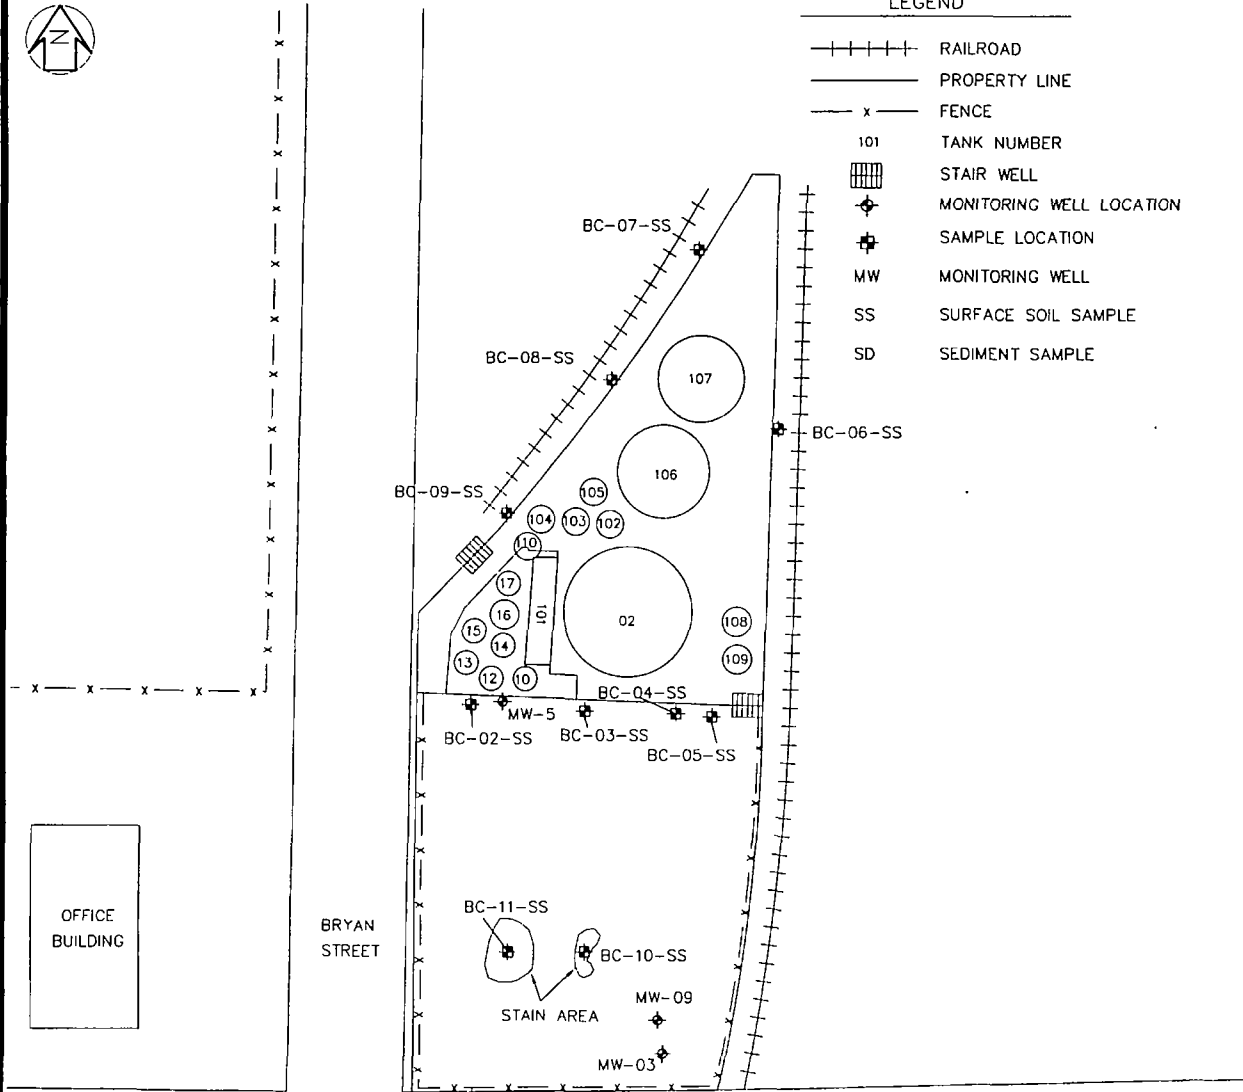 LEGEND
N
RAILROAD
PROPERTY LINE
x FENCE
101 TANK NUMBER
STAIR WELL
MONITORING WELL LOCATION
SAMPLE LOCATION
MW MONITORING WELL
SS SURFACE SOIL SAMPLE
SD SEDIMENT SAMPLE
BC-07-SS
BC-08-SS
107
BC-06-SS
106
BC-09-SS
105
104
103
102
110
17
101
16
02
15
108
14
13
109
12
10
BC-04-SS
MW-5
BC-02-SS
BC-03-SS
BC-05-SS
OFFICE
BUILDING
BRYAN
STREET
BC-11-SS
BC-10-SS
STAIN AREA
MW-09
MW-03